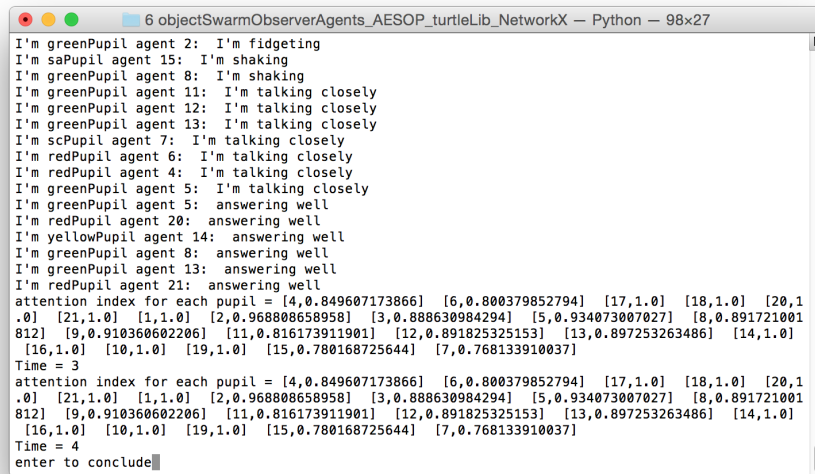 6 objectSwarmObserverAgents_AESOP_turtleLib_NetworkX — Python — 98×27
I'm greenPupil agent 2:  I'm fidgeting
I'm saPupil agent 15:  I'm shaking
I'm greenPupil agent 8:  I'm shaking
I'm greenPupil agent 11:  I'm talking closely
I'm greenPupil agent 12:  I'm talking closely
I'm greenPupil agent 13:  I'm talking closely
I'm scPupil agent 7:  I'm talking closely
I'm redPupil agent 6:  I'm talking closely
I'm redPupil agent 4:  I'm talking closely
I'm greenPupil agent 5:  I'm talking closely
I'm greenPupil agent 5:  answering well
I'm redPupil agent 20:  answering well
I'm yellowPupil agent 14:  answering well
I'm greenPupil agent 8:  answering well
I'm greenPupil agent 13:  answering well
I'm redPupil agent 21:  answering well
attention index for each pupil = [4,0.849607173866]  [6,0.800379852794]  [17,1.0]  [18,1.0]  [20,1
.0]  [21,1.0]  [1,1.0]  [2,0.968808658958]  [3,0.888630984294]  [5,0.934073007027]  [8,0.891721001
812]  [9,0.910360602206]  [11,0.816173911901]  [12,0.891825325153]  [13,0.897253263486]  [14,1.0]
 [16,1.0]  [10,1.0]  [19,1.0]  [15,0.780168725644]  [7,0.768133910037]
Time = 3
attention index for each pupil = [4,0.849607173866]  [6,0.800379852794]  [17,1.0]  [18,1.0]  [20,1
.0]  [21,1.0]  [1,1.0]  [2,0.968808658958]  [3,0.888630984294]  [5,0.934073007027]  [8,0.891721001
812]  [9,0.910360602206]  [11,0.816173911901]  [12,0.891825325153]  [13,0.897253263486]  [14,1.0]
 [16,1.0]  [10,1.0]  [19,1.0]  [15,0.780168725644]  [7,0.768133910037]
Time = 4
enter to conclude